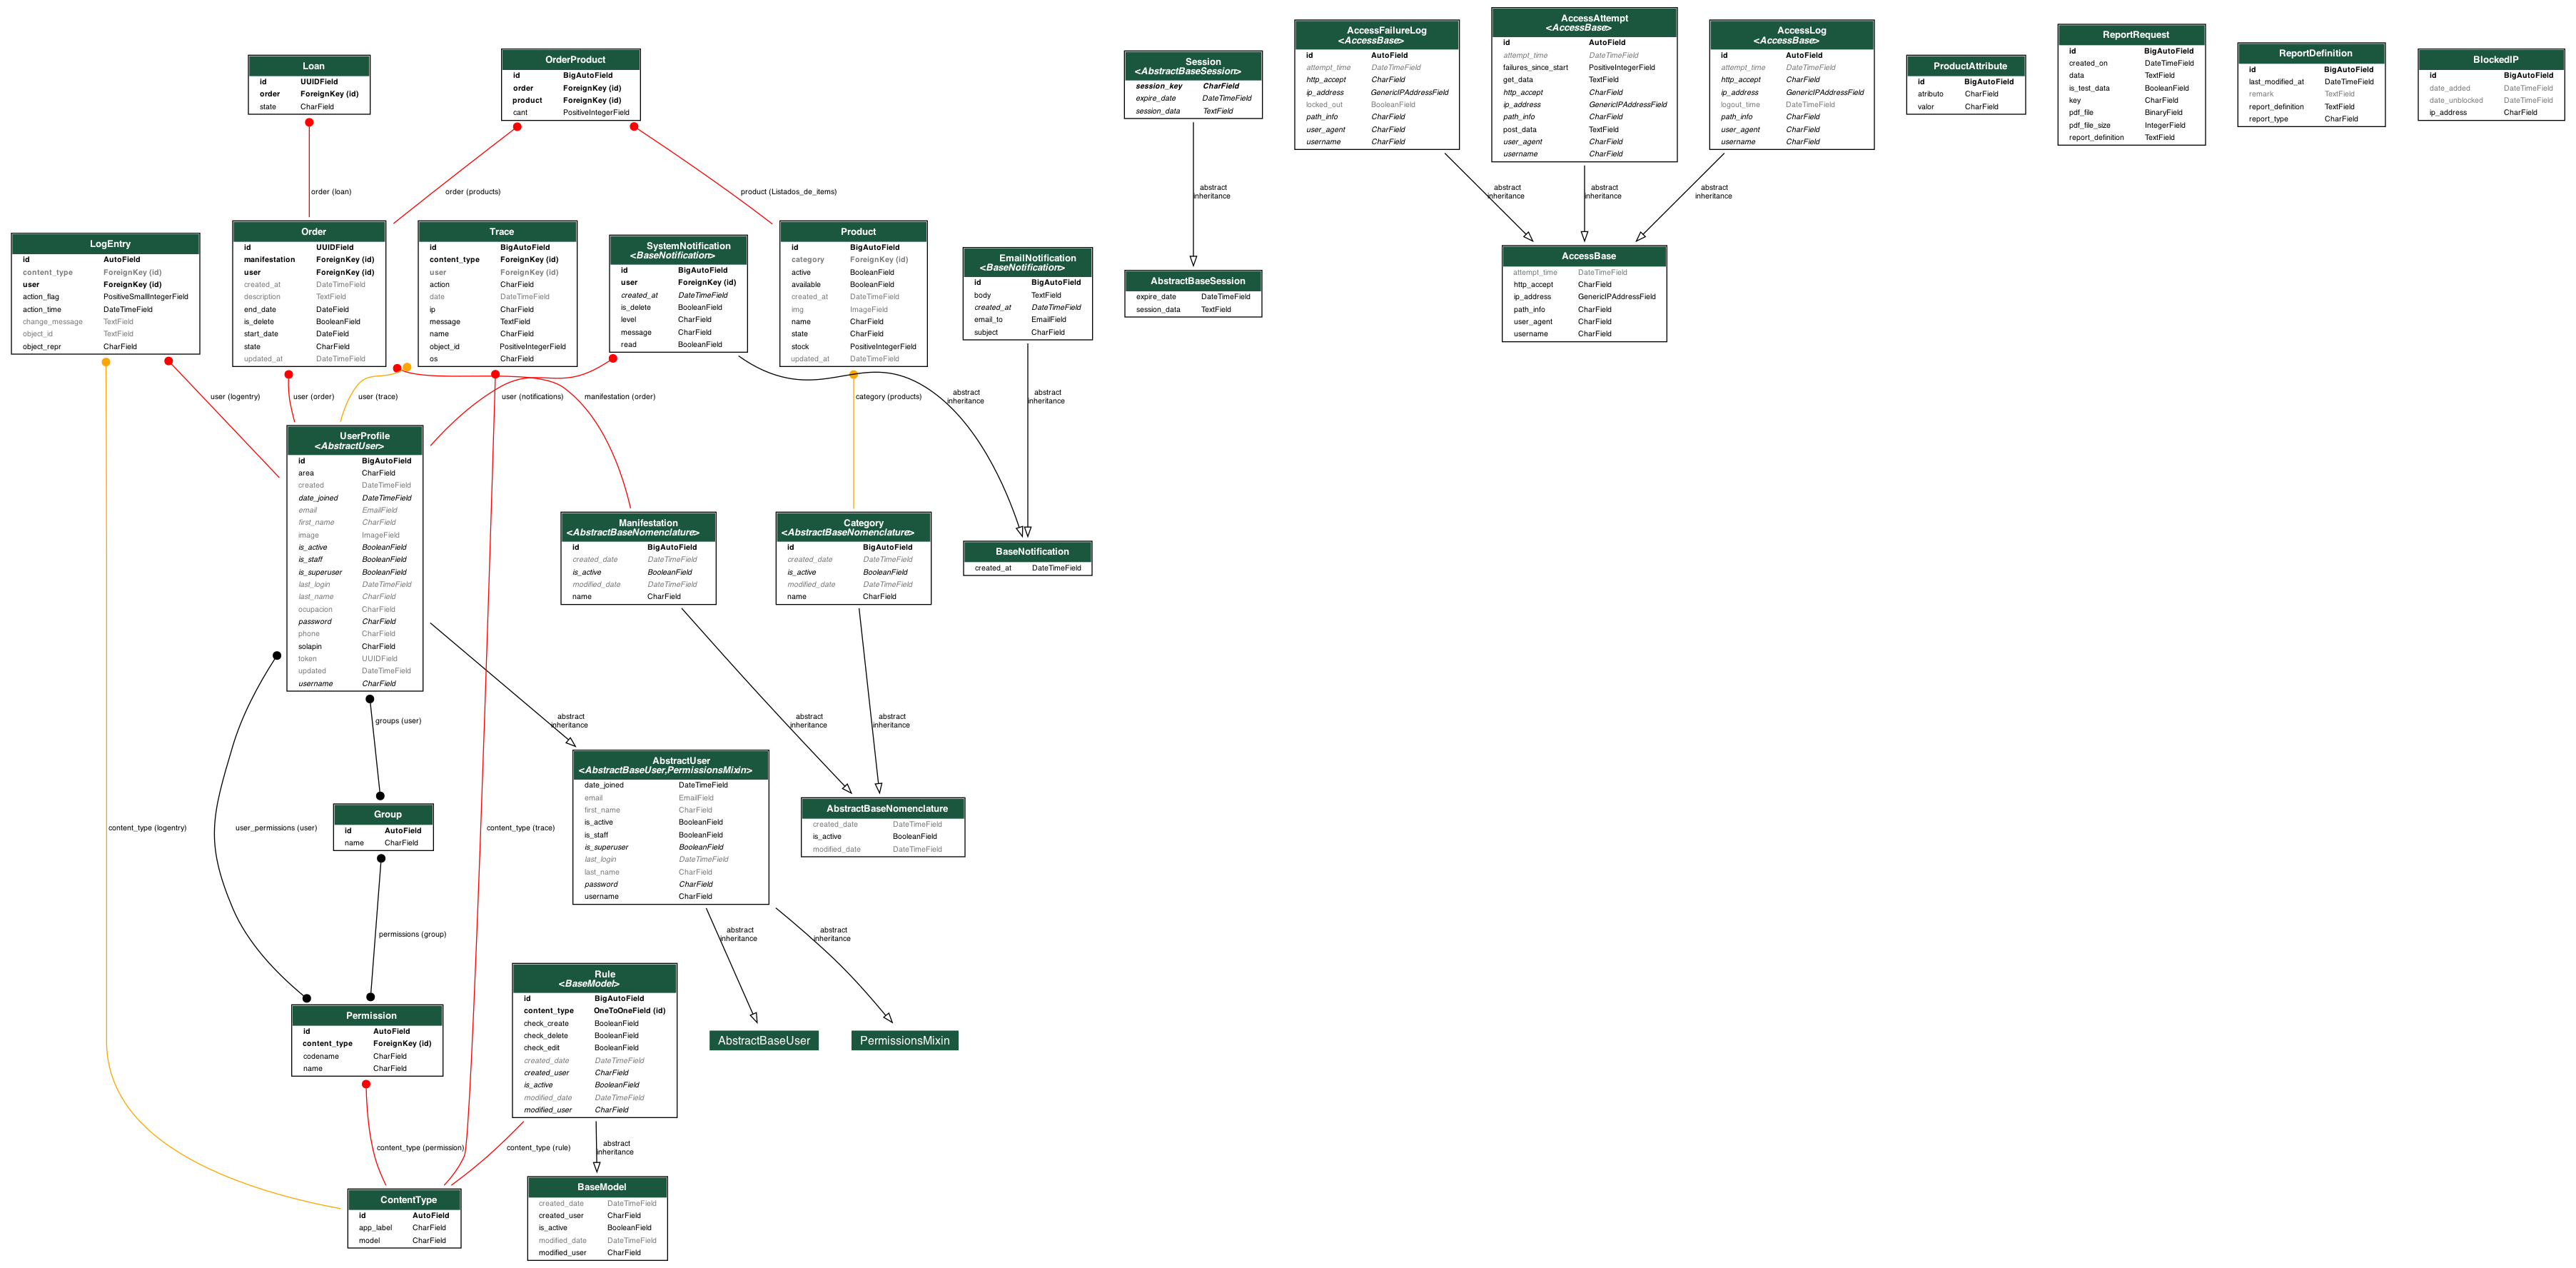 Loan
id UUIDField
order ForeignKey (id)
state CharField
OrderProduct
id BigAutoField
order ForeignKey (id)
product ForeignKey (id)
cant PositiveIntegerField
Session
<AbstractBaseSession>
session_key CharField
expire_date DateTimeField
session_data TextField
AccessFailureLog
<AccessBase>
id AutoField
attempt_time DateTimeField
http_accept CharField
ip_address GenericIPAddressField
locked_out BooleanField
path_info CharField
user_agent CharField
username CharField
AccessAttempt
<AccessBase>
id AutoField
attempt_time DateTimeField
failures_since_start PositiveIntegerField
get_data TextField
http_accept CharField
ip_address GenericIPAddressField
path_info CharField
post_data TextField
user_agent CharField
username CharField
AccessLog
<AccessBase>
id AutoField
attempt_time DateTimeField
http_accept CharField
ip_address GenericIPAddressField
logout_time DateTimeField
path_info CharField
user_agent CharField
username CharField
ProductAttribute
id BigAutoField
atributo CharField
valor CharField
ReportRequest
id BigAutoField
created_on DateTimeField
data TextField
is_test_data BooleanField
key CharField
pdf_file BinaryField
pdf_file_size IntegerField
report_definition TextField
ReportDefinition
id BigAutoField
last_modified_at DateTimeField
remark TextField
report_definition TextField
report_type CharField
BlockedIP
id BigAutoField
date_added DateTimeField
date_unblocked DateTimeField
ip_address CharField
order (loan)
order (products)
product (Listados_de_items)
abstract
inheritance
abstract
inheritance
abstract
inheritance
abstract
inheritance
LogEntry
id AutoField
content_type ForeignKey (id)
user ForeignKey (id)
action_flag PositiveSmallIntegerField
action_time DateTimeField
change_message TextField
object_id TextField
object_repr CharField
Order
id UUIDField
manifestation ForeignKey (id)
user ForeignKey (id)
created_at DateTimeField
description TextField
end_date DateField
is_delete BooleanField
start_date DateField
state CharField
updated_at DateTimeField
Trace
id BigAutoField
content_type ForeignKey (id)
user ForeignKey (id)
action CharField
date DateTimeField
ip CharField
message TextField
name CharField
object_id PositiveIntegerField
os CharField
SystemNotification
<BaseNotification>
id BigAutoField
user ForeignKey (id)
created_at DateTimeField
is_delete BooleanField
level CharField
message CharField
read BooleanField
Product
id BigAutoField
category ForeignKey (id)
active BooleanField
available BooleanField
created_at DateTimeField
img ImageField
name CharField
state CharField
stock PositiveIntegerField
updated_at DateTimeField
EmailNotification
<BaseNotification>
id BigAutoField
body TextField
created_at DateTimeField
email_to EmailField
subject CharField
AbstractBaseSession
expire_date DateTimeField
session_data TextField
AccessBase
attempt_time DateTimeField
http_accept CharField
ip_address GenericIPAddressField
path_info CharField
user_agent CharField
username CharField
user (logentry)
user (order)
user (trace)
user (notifications)
manifestation (order)
category (products)
abstract
inheritance
abstract
inheritance
UserProfile
<AbstractUser>
id BigAutoField
area CharField
created DateTimeField
date_joined DateTimeField
email EmailField
first_name CharField
image ImageField
is_active BooleanField
is_staff BooleanField
is_superuser BooleanField
last_login DateTimeField
last_name CharField
ocupacion CharField
password CharField
phone CharField
solapin CharField
token UUIDField
updated DateTimeField
username CharField
Manifestation
<AbstractBaseNomenclature>
id BigAutoField
created_date DateTimeField
is_active BooleanField
modified_date DateTimeField
name CharField
Category
<AbstractBaseNomenclature>
id BigAutoField
created_date DateTimeField
is_active BooleanField
modified_date DateTimeField
name CharField
BaseNotification
created_at DateTimeField
groups (user)
abstract
inheritance
abstract
inheritance
abstract
inheritance
content_type (logentry)
user_permissions (user)
Group
id AutoField
name CharField
content_type (trace)
AbstractUser
<AbstractBaseUser,PermissionsMixin>
date_joined DateTimeField
email EmailField
first_name CharField
is_active BooleanField
is_staff BooleanField
is_superuser BooleanField
last_login DateTimeField
last_name CharField
password CharField
username CharField
AbstractBaseNomenclature
created_date DateTimeField
is_active BooleanField
modified_date DateTimeField
permissions (group)
abstract
inheritance
abstract
inheritance
Permission
id AutoField
content_type ForeignKey (id)
codename CharField
name CharField
Rule
<BaseModel>
id BigAutoField
content_type OneToOneField (id)
check_create BooleanField
check_delete BooleanField
check_edit BooleanField
created_date DateTimeField
created_user CharField
is_active BooleanField
modified_date DateTimeField
modified_user CharField
AbstractBaseUser
PermissionsMixin
content_type (permission)
content_type (rule)
abstract
inheritance
ContentType
id AutoField
app_label CharField
model CharField
BaseModel
created_date DateTimeField
created_user CharField
is_active BooleanField
modified_date DateTimeField
modified_user CharField